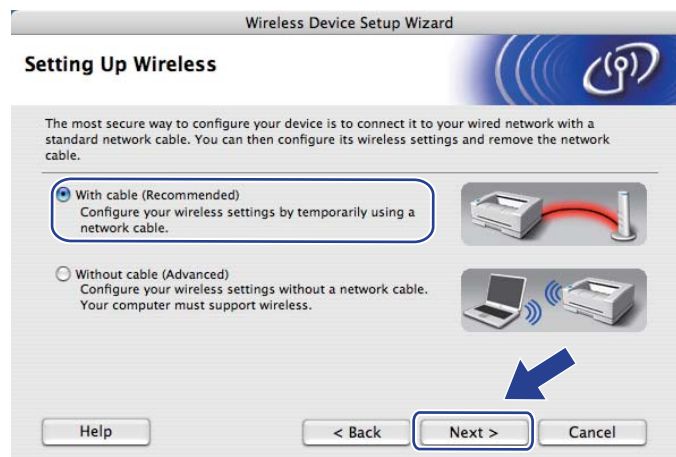 Wireless Device Setup Wizard
Setting Up Wireless
The most secure way to configure your device is to connect it to your wired network with a
standard network cable. You can then configure its wireless settings and remove the network
cable.
With cable (Recommended)
Configure your wireless settings by temporarily using a
network cable.
Without cable (Advanced)
Configure your wireless settings without a network cable.
Your computer must support wireless.
Help
< Back
Next >
Cancel